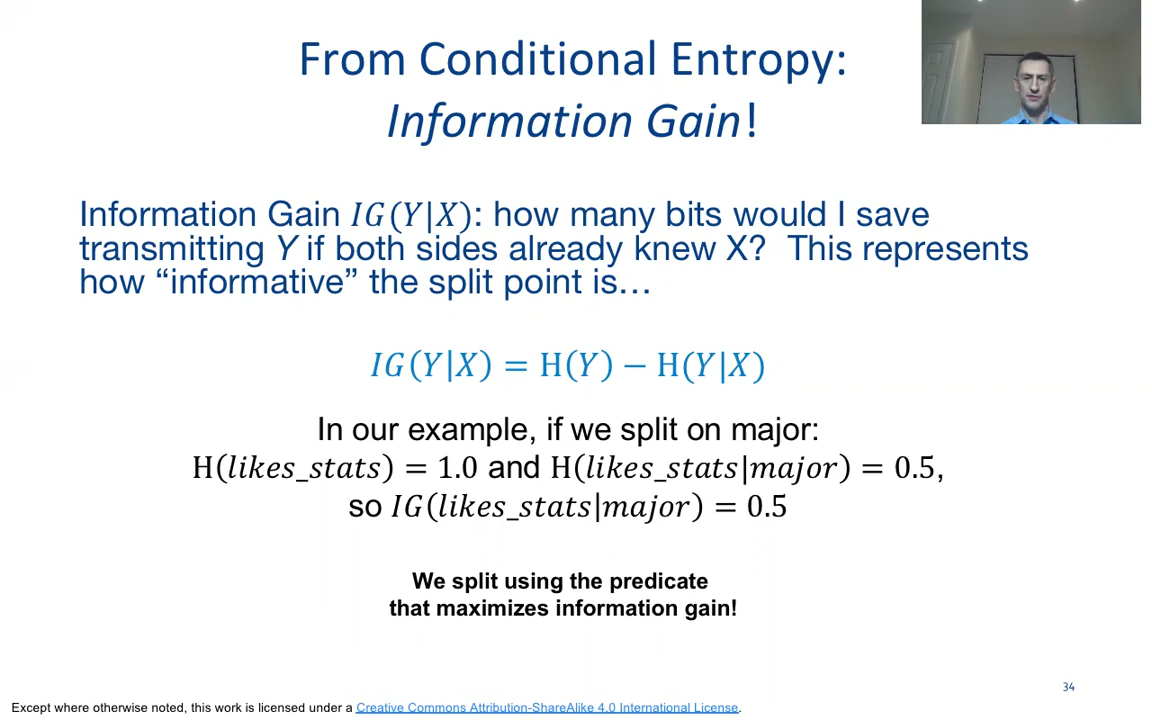 From Conditional Entropy:
Information Gain!
Information Gain 𝐼𝐺(𝑌|𝑋): how many bits would I save
transmitting Y if both sides already knew X? This represents
how “informative” the split point is…
𝐼𝐺(𝑌|𝑋) = H(𝑌) − H(𝑌|𝑋)
In our example, if we split on major:
H(𝑙𝑖𝑘𝑒𝑠_𝑠𝑡𝑎𝑡𝑠) = 1.0 and H(𝑙𝑖𝑘𝑒𝑠_𝑠𝑡𝑎𝑡𝑠|𝑚𝑎𝑗𝑜𝑟) = 0.5,
so 𝐼𝐺(𝑙𝑖𝑘𝑒𝑠_𝑠𝑡𝑎𝑡𝑠|𝑚𝑎𝑗𝑜𝑟) = 0.5
We split using the predicate
that maximizes information gain!
34
Except where otherwise noted, this work is licensed under a Creative Commons Attribution-ShareAlike 4.0 International License.